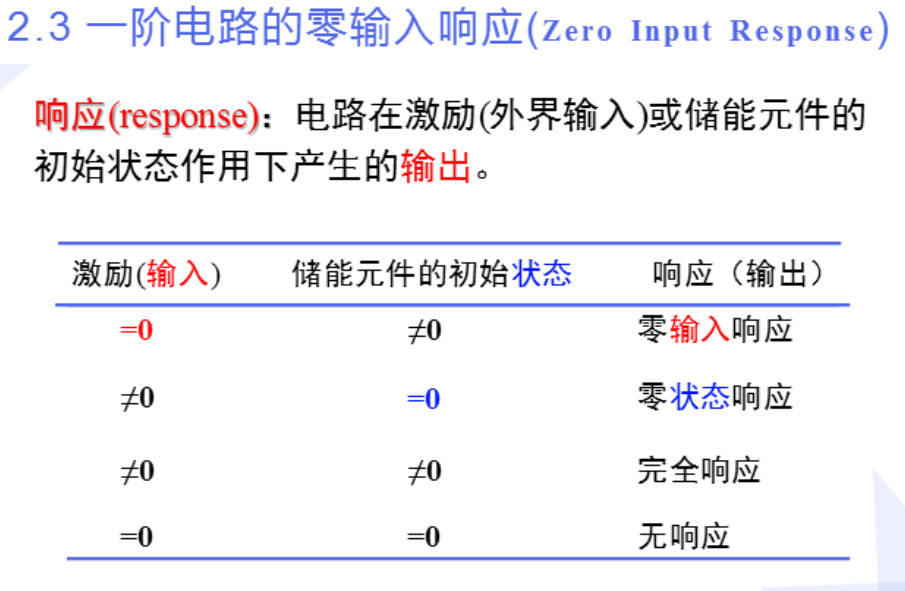 2.3 一阶电路的零输入响应(Zero Input Response)
响应(response)：电路在激励(外界输入)或储能元件的
初始状态作用下产生的输出。
激励(输入) 储能元件的初始状态 响应（输出）
=0 ≠0 零输入响应
≠0 =0 零状态响应
≠0 ≠0 完全响应
=0 =0 无响应